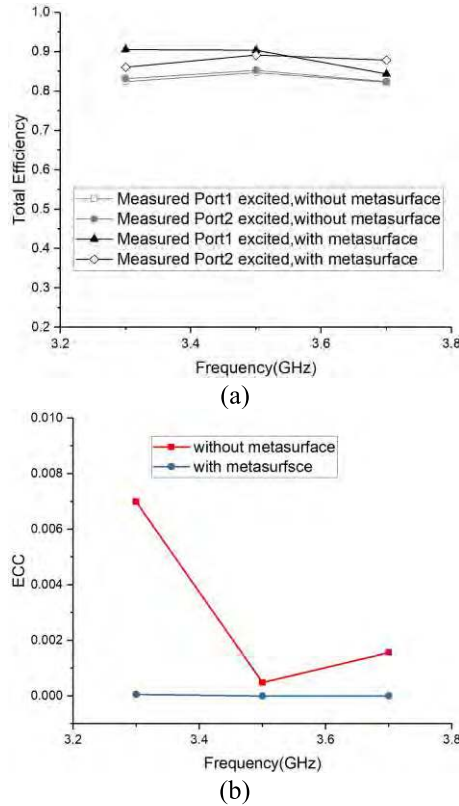 1.0
0.9
0.8
0.7
0.6
0.5
0.4
0.3
0.2
Total Efficiency
Measured Port1 excited,without metasurface
Measured Port2 excited,without metasurface
Measured Port1 excited,with metasurface
Measured Port2 excited,with metasurface
3.2 3.4 3.6 3.8
Frequency(GHz)
(a)
0.010
0.008
0.006
0.004
0.002
0.000
ECC
without metasurface
with metasurfsce
3.2 3.4 3.6 3.8
Frequency(GHz)
(b)